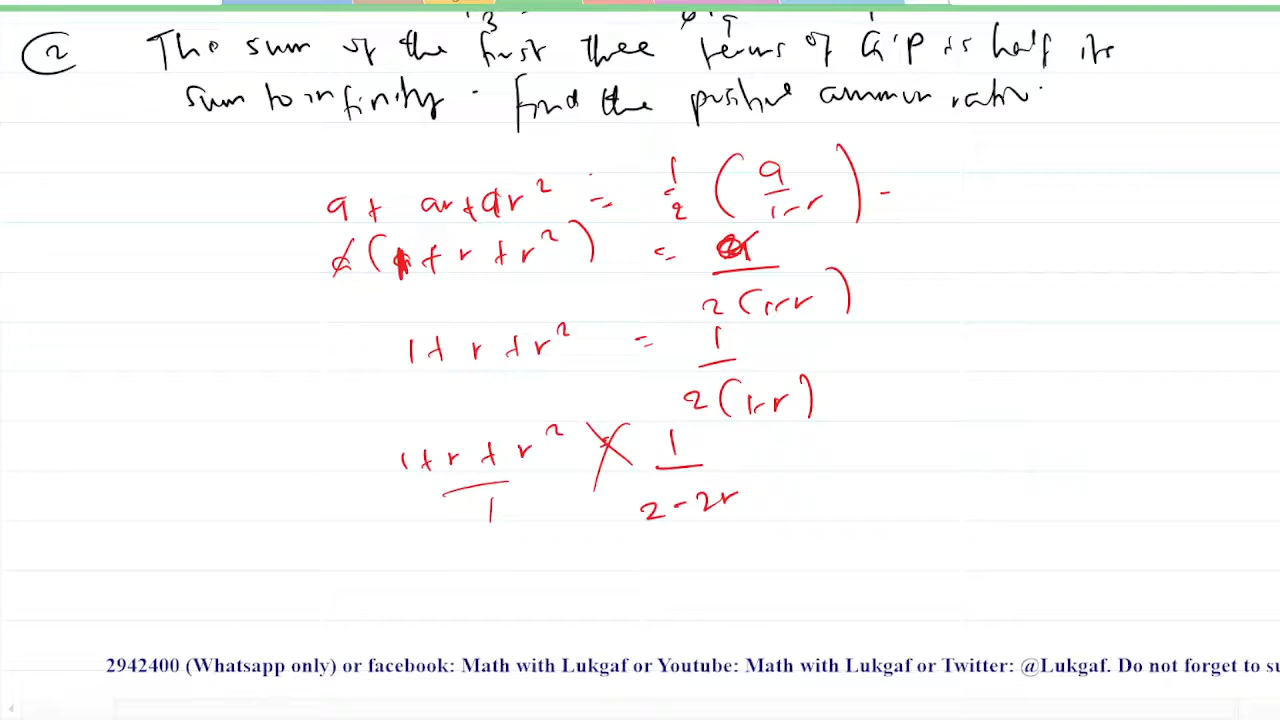 ② The sum of the first three terms of G.P is half its
sum to infinity. find the positive common ratio.
a + ar + ar² = 1/2 (a/1-r)
a(1 + r + r²) = a/2(1-r)
1 + r + r² = 1/2(1-r)
1 + r + r²/1 = 1/2-2r
2942400 (Whatsapp only) or facebook: Math with Lukgaf or Youtube: Math with Lukgaf or Twitter: @Lukgaf. Do not forget to su